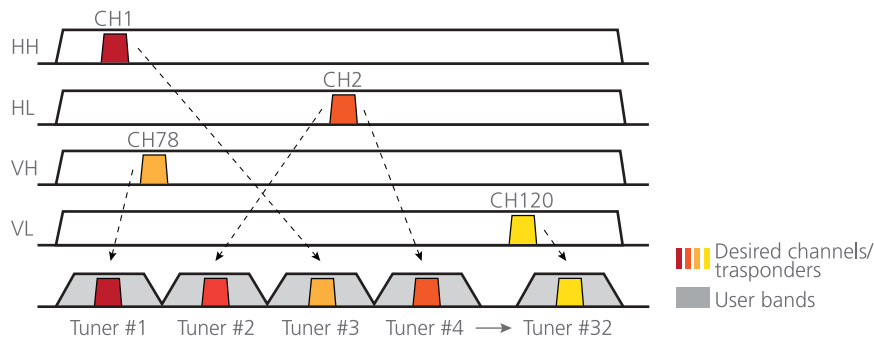 CH1
HH
CH2
HL
CH78
VH
CH120
VL
Desired channels/
trasponders
User bands
Tuner #1
Tuner #2
Tuner #3
Tuner #4
Tuner #32